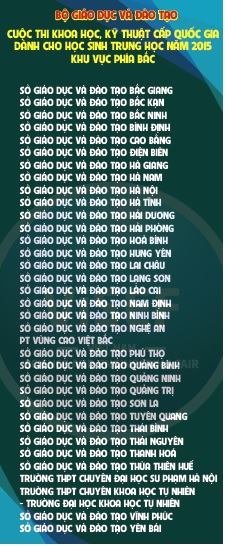 BỘ GIÁO DỤC VÀ ĐÀO TẠO
CUỘC THI KHOA HỌC, KỸ THUẬT CẤP QUỐC GIA
DÀNH CHO HỌC SINH TRUNG HỌC NĂM 2015
KHU VỰC PHÍA BẮC
SỞ GIÁO DỤC VÀ ĐÀO TẠO BẮC GIANG
SỞ GIÁO DỤC VÀ ĐÀO TẠO BẮC KẠN
SỞ GIÁO DỤC VÀ ĐÀO TẠO BẮC NINH
SỞ GIÁO DỤC VÀ ĐÀO TẠO BÌNH ĐỊNH
SỞ GIÁO DỤC VÀ ĐÀO TẠO CAO BẰNG
SỞ GIÁO DỤC VÀ ĐÀO TẠO ĐIỆN BIÊN
SỞ GIÁO DỤC VÀ ĐÀO TẠO HÀ GIANG
SỞ GIÁO DỤC VÀ ĐÀO TẠO HÀ NAM
SỞ GIÁO DỤC VÀ ĐÀO TẠO HÀ NỘI
SỞ GIÁO DỤC VÀ ĐÀO TẠO HÀ TĨNH
SỞ GIÁO DỤC VÀ ĐÀO TẠO HẢI DƯƠNG
SỞ GIÁO DỤC VÀ ĐÀO TẠO HẢI PHÒNG
SỞ GIÁO DỤC VÀ ĐÀO TẠO HOÀ BÌNH
SỞ GIÁO DỤC VÀ ĐÀO TẠO HƯNG YÊN
SỞ GIÁO DỤC VÀ ĐÀO TẠO LAI CHÂU
SỞ GIÁO DỤC VÀ ĐÀO TẠO LẠNG SƠN
SỞ GIÁO DỤC VÀ ĐÀO TẠO LÀO CAI
SỞ GIÁO DỤC VÀ ĐÀO TẠO NAM ĐỊNH
SỞ GIÁO DỤC VÀ ĐÀO TẠO NINH BÌNH
SỞ GIÁO DỤC VÀ ĐÀO TẠO NGHỆ AN
PT VÙNG CAO VIỆT BẮC
SỞ GIÁO DỤC VÀ ĐÀO TẠO PHÚ THỌ
SỞ GIÁO DỤC VÀ ĐÀO TẠO QUẢNG BÌNH
SỞ GIÁO DỤC VÀ ĐÀO TẠO QUẢNG NINH
SỞ GIÁO DỤC VÀ ĐÀO TẠO QUẢNG TRỊ
SỞ GIÁO DỤC VÀ ĐÀO TẠO SƠN LA
SỞ GIÁO DỤC VÀ ĐÀO TẠO TUYÊN QUANG
SỞ GIÁO DỤC VÀ ĐÀO TẠO THÁI BÌNH
SỞ GIÁO DỤC VÀ ĐÀO TẠO THÁI NGUYÊN
SỞ GIÁO DỤC VÀ ĐÀO TẠO THANH HOÁ
SỞ GIÁO DỤC VÀ ĐÀO TẠO THỪA THIÊN HUẾ
TRƯỜNG THPT CHUYÊN ĐẠI HỌC SƯ PHẠM HÀ NỘI
TRƯỜNG THPT CHUYÊN KHOA HỌC TỰ NHIÊN
- TRƯỜNG ĐẠI HỌC KHOA HỌC TỰ NHIÊN
SỞ GIÁO DỤC VÀ ĐÀO TẠO VĨNH PHÚC
SỞ GIÁO DỤC VÀ ĐÀO TẠO YÊN BÁI